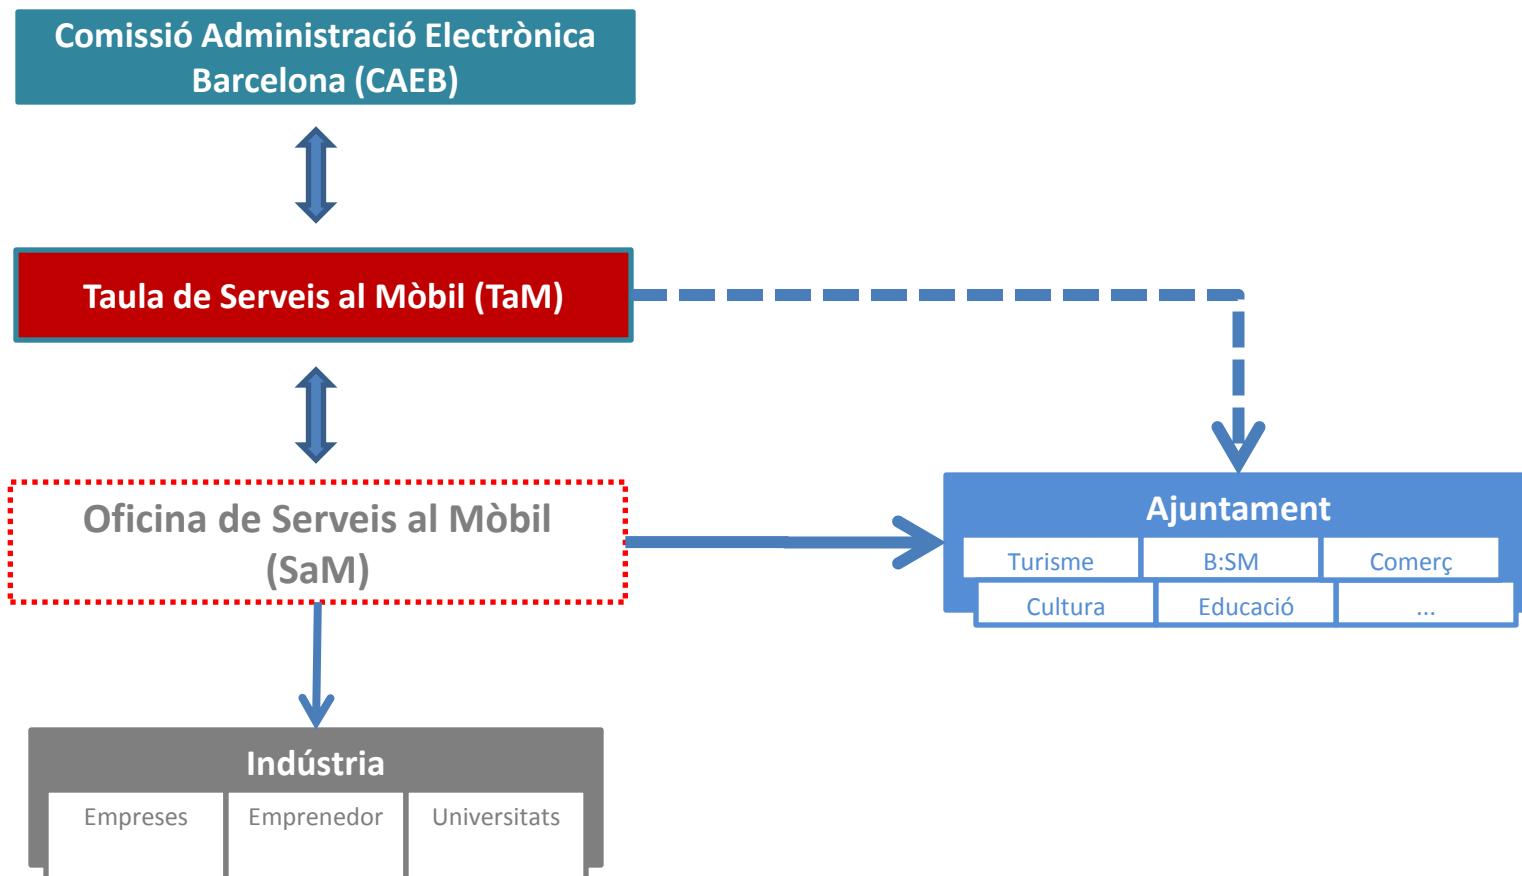 Comissió Administració Electrònica
Barcelona (CAEB)
Taula de Serveis al Mòbil (TaM)
Oficina de Serveis al Mòbil
(SaM)
Ajuntament
Turisme
B:SM
Comerç
Cultura
Educació
...
Indústria
Empreses
Emprenedor
Universitats